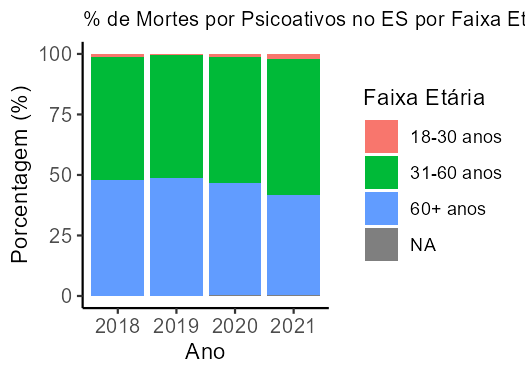 % de Mortes por Psicoativos no ES por Faixa Et
100
75
50
25
0
Porcentagem (%)
2018 2019 2020 2021
Ano
Faixa Etária
18-30 anos
31-60 anos
60+ anos
NA